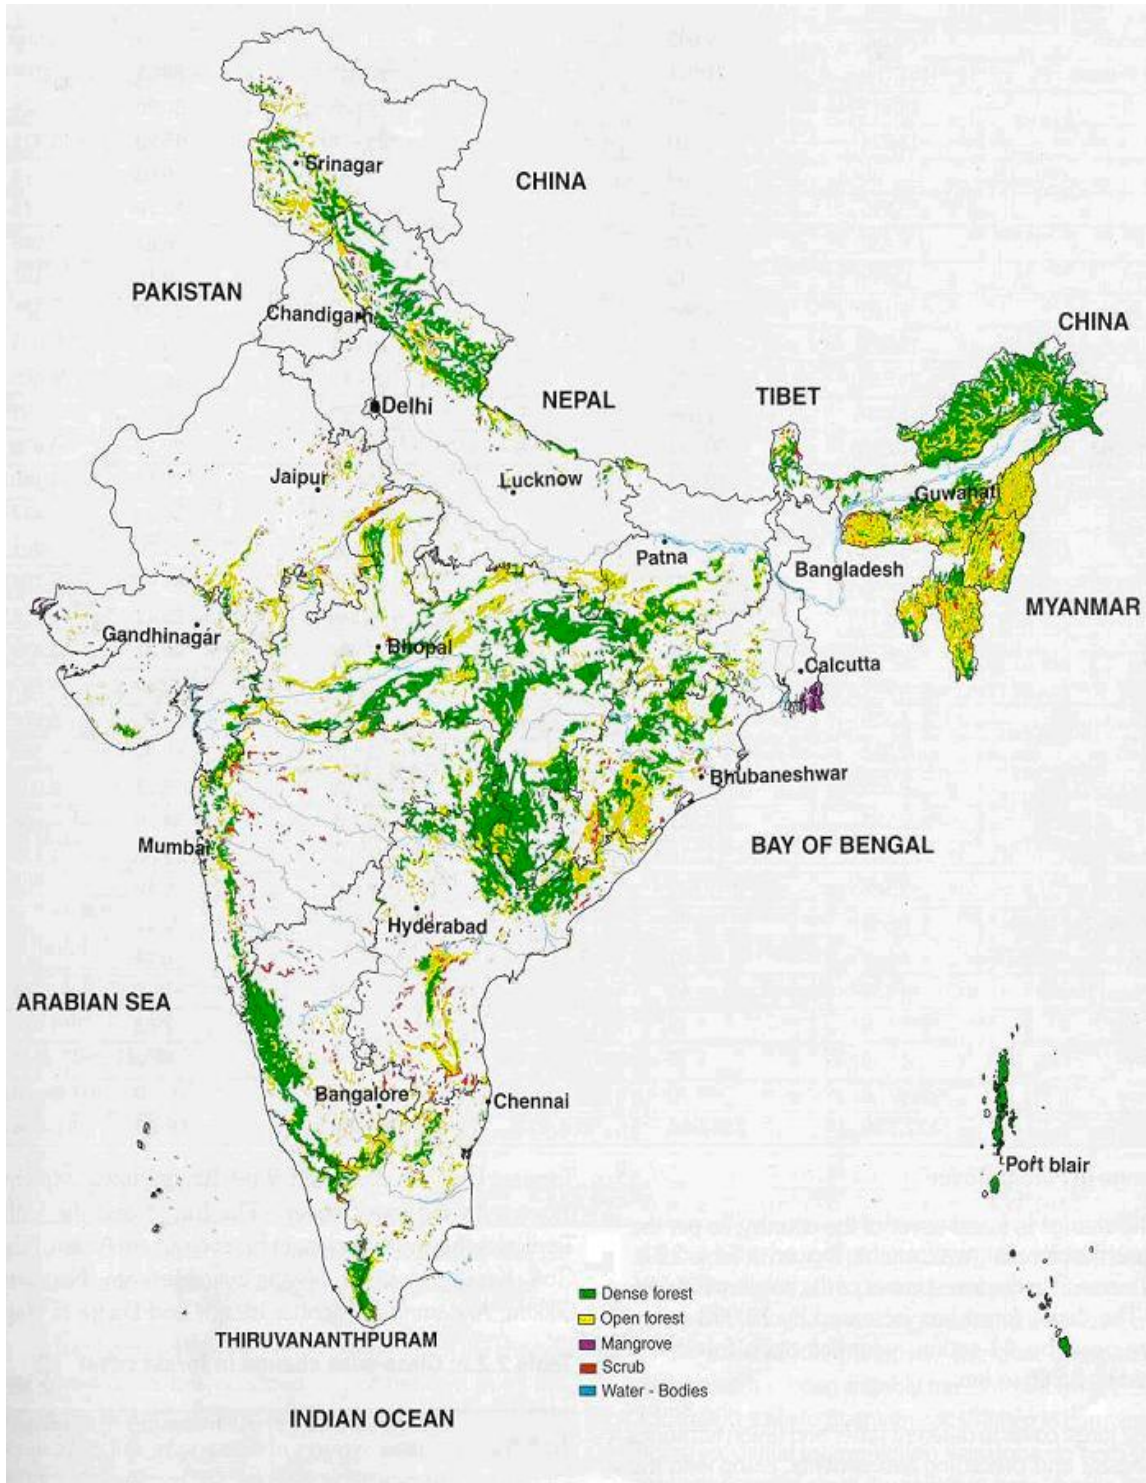 Srinagar
CHINA
PAKISTAN
Chandigarh
CHINA
NEPAL
TIBET
Delhi
Jaipur
Lucknow
Guwahati
Patna
Bangladesh
MYANMAR
Gandhinagar
Bhopal
Calcutta
Bhubaneshwar
Mumbai
BAY OF BENGAL
Hyderabad
ARABIAN SEA
Bangalore
Chennai
Port blair
Dense forest
Open forest
Mangrove
Scrub
Water - Bodies
THIRUVANANTHPURAM
INDIAN OCEAN